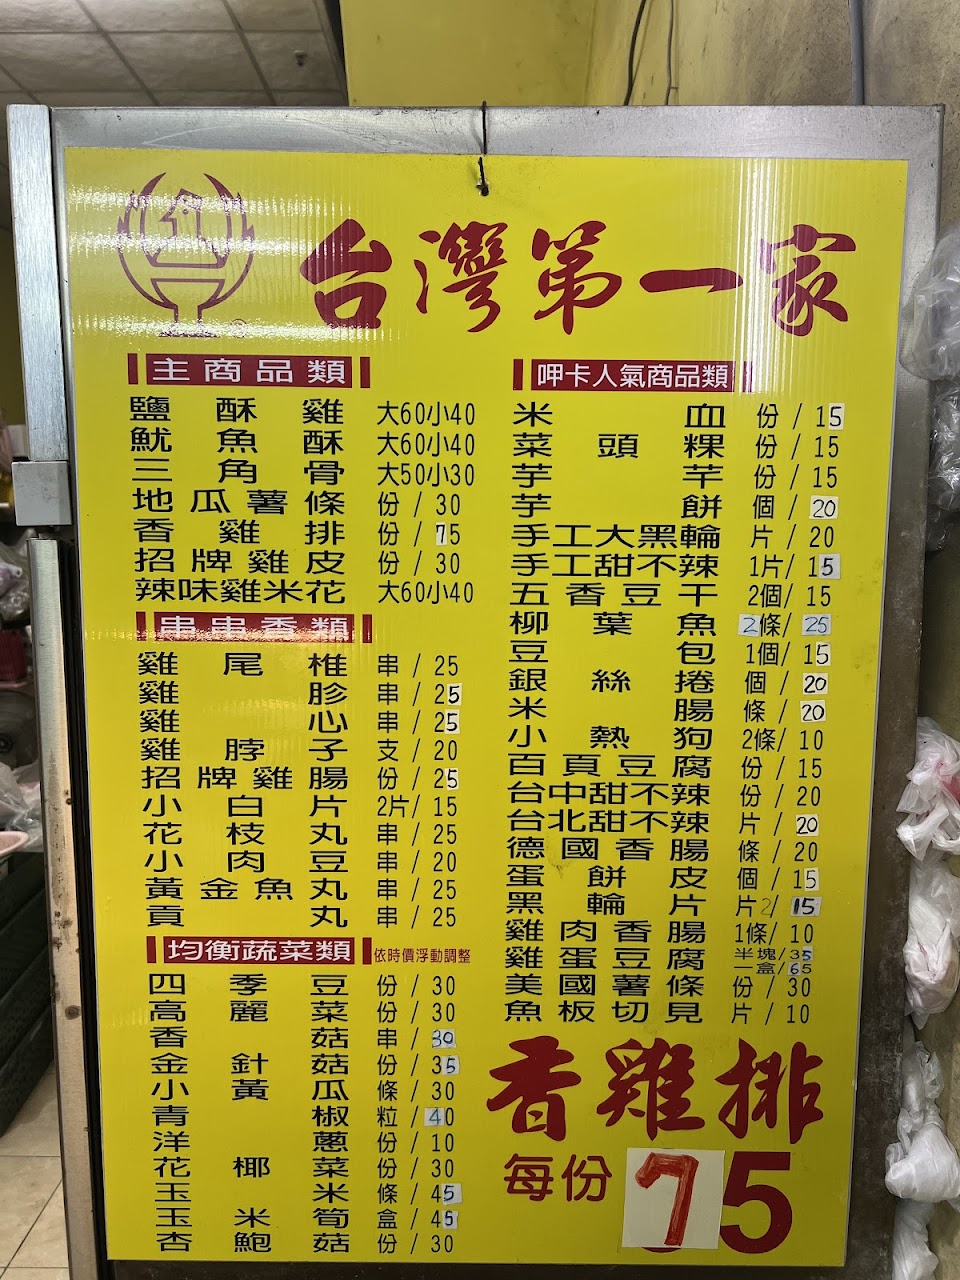 台灣第一家
主商品類
鹽酥雞 大60小40
魷魚酥 大60小40
三角骨 大50小30
地瓜薯條 份 / 30
香雞排 份 / 75
招牌雞皮 份 / 30
辣味雞米花 大60小40
串串香類
雞尾椎 串 / 25
雞胗 串 / 25
雞心 串 / 25
雞脖子 支 / 20
招牌雞腸 份 / 25
小白片 2片/ 15
花枝丸 串 / 25
小肉豆 串 / 20
黃金魚丸 串 / 25
貢丸 串 / 25
均衡蔬菜類 依時價浮動調整
四季豆 份 / 30
高麗菜 份 / 30
香菇 串 / 30
金針菇 份 / 35
小黃瓜 條 / 30
青椒 粒 / 40
洋蔥 份 / 10
花椰菜 份 / 30
玉米 條 / 45
玉米筍 盒 / 45
杏鮑菇 份 / 30
呷卡人氣商品類
米血 份 / 15
菜頭粿 份 / 15
芋芊 份 / 15
芋餅 個 / 20
手工大黑輪 片 / 20
手工甜不辣 1片/ 15
五香豆干 2個/ 15
柳葉魚 2條/ 25
豆包 1個/ 15
銀絲捲 個 / 20
米腸 條 / 20
小熱狗 2條/ 10
百頁豆腐 份 / 15
台中甜不辣 份 / 20
台北甜不辣 片 / 20
德國香腸 條 / 20
蛋餅皮 個 / 15
黑輪片 片2/ 15
雞肉香腸 1條/ 10
雞蛋豆腐 半塊/35
一盒/65
美國薯條 份 / 30
魚板切見 片 / 10
香雞排
每份 75